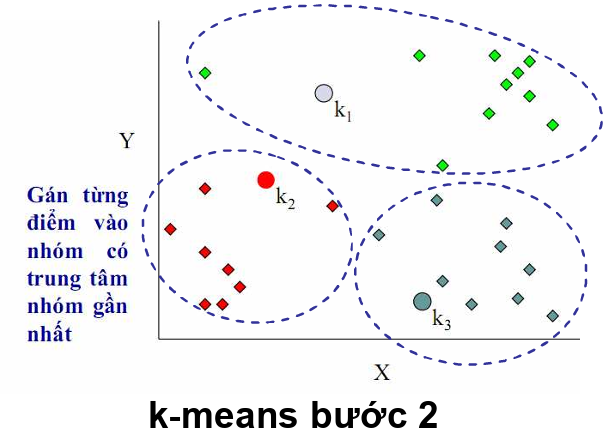 k1
Y
k2
Gán từng
điểm vào
nhóm có
trung tâm
nhóm gần
nhất
k3
X
k-means bước 2